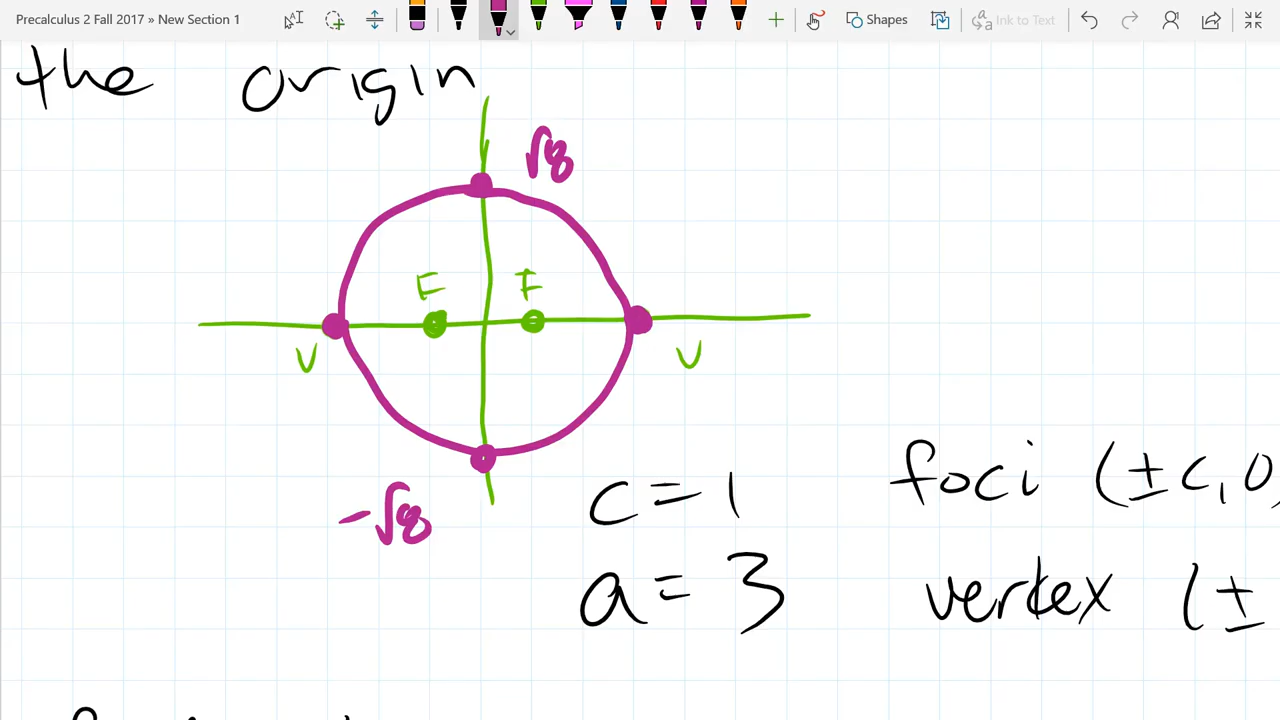 Precalculus 2 Fall 2017 » New Section 1
Shapes
Ink to Text
the origin
√8
F F
V V
-√8
c = 1
foci (± c, 0,
a = 3
vertex (±